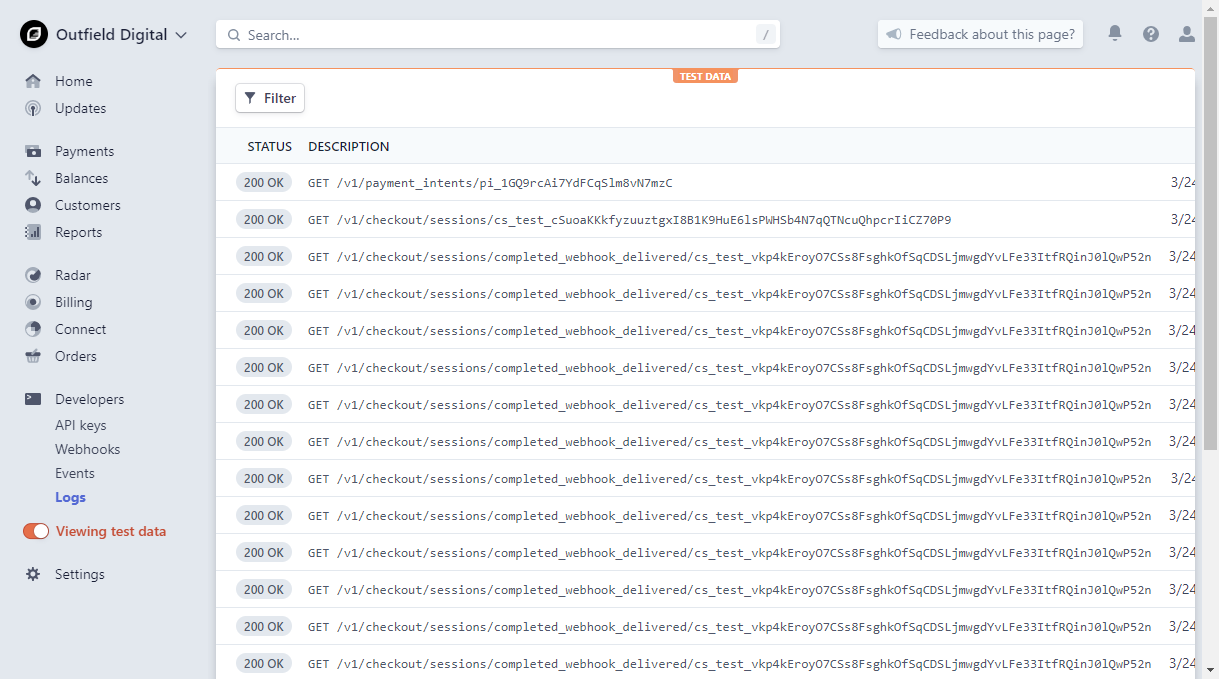 Outfield Digital
Search...
/
Feedback about this page?
Home
Updates
Payments
Balances
Customers
Reports
Radar
Billing
Connect
Orders
Developers
API keys
Webhooks
Events
Logs
Viewing test data
Settings
TEST DATA
Filter
STATUS DESCRIPTION
200 OK GET /v1/payment_intents/pi_1GQ9rcAi7YdFCqSlm8vN7mzC 3/24
200 OK GET /v1/checkout/sessions/cs_test_cSuoaKKkfyzuuztgxI8B1K9HuE6lsPWHSb4N7qQTNcuQhpcrIiCZ70P9 3/24
200 OK GET /v1/checkout/sessions/completed_webhook_delivered/cs_test_vkp4kEroyO7CSs8FsghkOfSqCDSLjmwgdYvLFe33ItfRQinJ0lQwP52n 3/24
200 OK GET /v1/checkout/sessions/completed_webhook_delivered/cs_test_vkp4kEroyO7CSs8FsghkOfSqCDSLjmwgdYvLFe33ItfRQinJ0lQwP52n 3/24
200 OK GET /v1/checkout/sessions/completed_webhook_delivered/cs_test_vkp4kEroyO7CSs8FsghkOfSqCDSLjmwgdYvLFe33ItfRQinJ0lQwP52n 3/24
200 OK GET /v1/checkout/sessions/completed_webhook_delivered/cs_test_vkp4kEroyO7CSs8FsghkOfSqCDSLjmwgdYvLFe33ItfRQinJ0lQwP52n 3/24
200 OK GET /v1/checkout/sessions/completed_webhook_delivered/cs_test_vkp4kEroyO7CSs8FsghkOfSqCDSLjmwgdYvLFe33ItfRQinJ0lQwP52n 3/24
200 OK GET /v1/checkout/sessions/completed_webhook_delivered/cs_test_vkp4kEroyO7CSs8FsghkOfSqCDSLjmwgdYvLFe33ItfRQinJ0lQwP52n 3/24
200 OK GET /v1/checkout/sessions/completed_webhook_delivered/cs_test_vkp4kEroyO7CSs8FsghkOfSqCDSLjmwgdYvLFe33ItfRQinJ0lQwP52n 3/24
200 OK GET /v1/checkout/sessions/completed_webhook_delivered/cs_test_vkp4kEroyO7CSs8FsghkOfSqCDSLjmwgdYvLFe33ItfRQinJ0lQwP52n 3/24
200 OK GET /v1/checkout/sessions/completed_webhook_delivered/cs_test_vkp4kEroyO7CSs8FsghkOfSqCDSLjmwgdYvLFe33ItfRQinJ0lQwP52n 3/24
200 OK GET /v1/checkout/sessions/completed_webhook_delivered/cs_test_vkp4kEroyO7CSs8FsghkOfSqCDSLjmwgdYvLFe33ItfRQinJ0lQwP52n 3/24
200 OK GET /v1/checkout/sessions/completed_webhook_delivered/cs_test_vkp4kEroyO7CSs8FsghkOfSqCDSLjmwgdYvLFe33ItfRQinJ0lQwP52n 3/24
200 OK GET /v1/checkout/sessions/completed_webhook_delivered/cs_test_vkp4kEroyO7CSs8FsghkOfSqCDSLjmwgdYvLFe33ItfRQinJ0lQwP52n 3/24